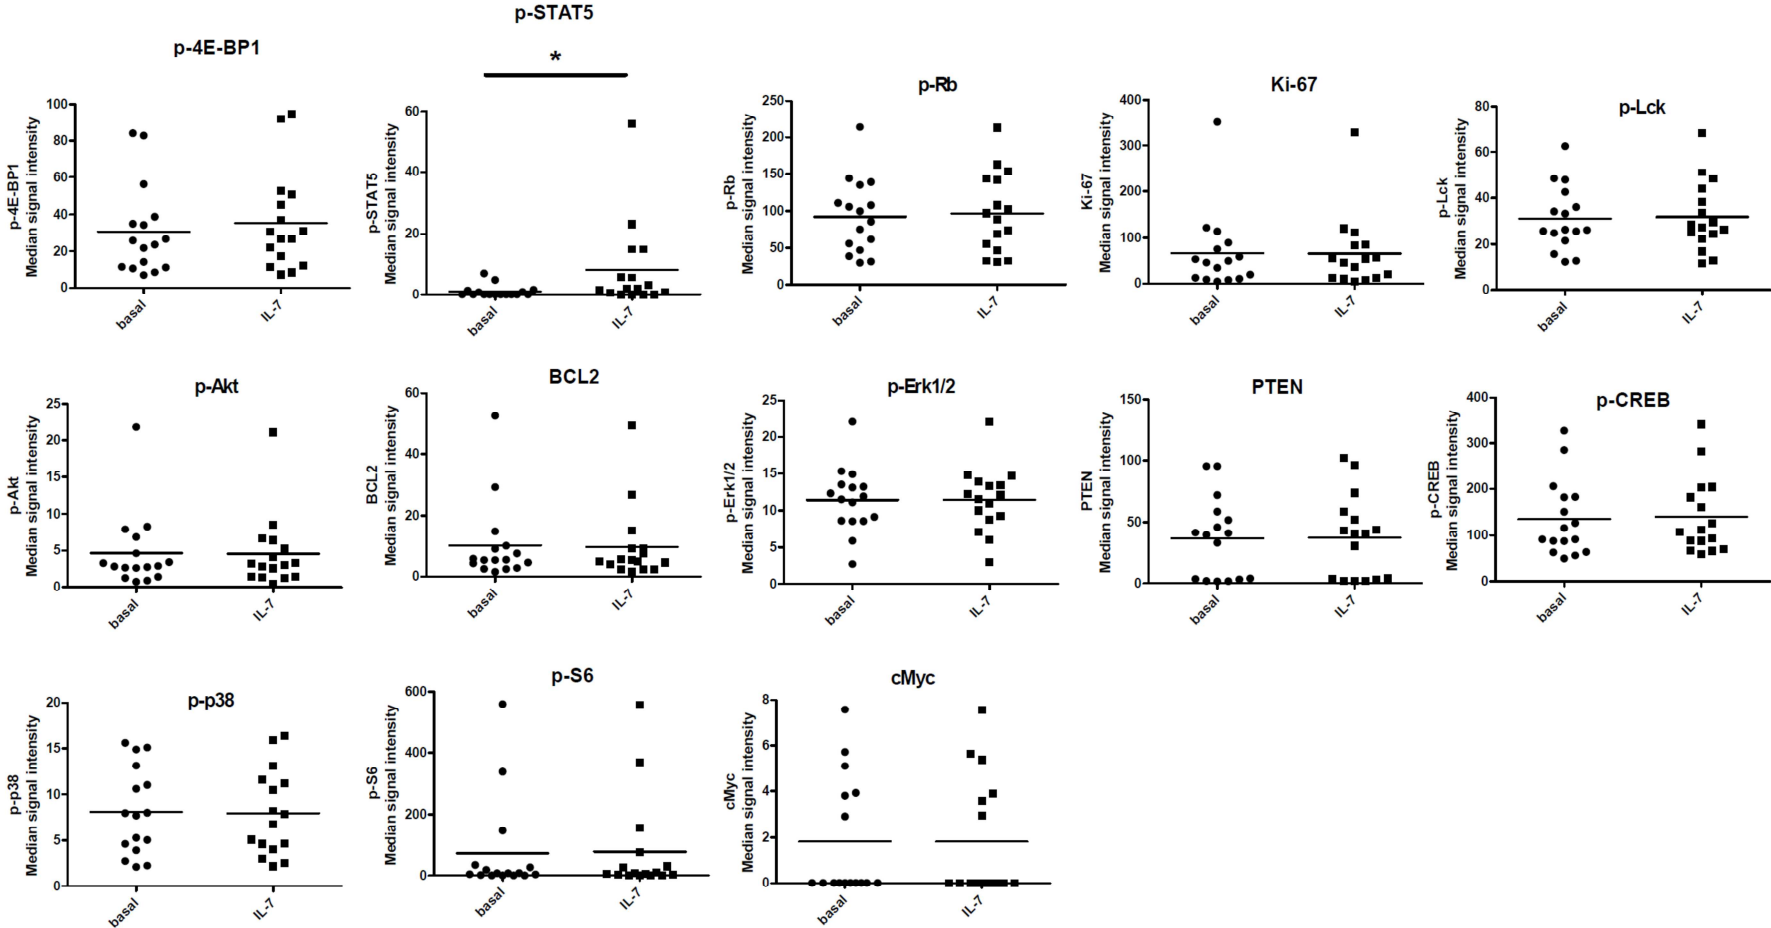 p-4E-BP1
p-4E-BP1
Median signal intensity
100
80
60
40
20
0
basal
IL-7
p-STAT5
*
p-STAT5
Median signal intensity
60
40
20
0
basal
IL-7
p-Rb
p-Rb
Median signal intensity
250
200
150
100
50
0
basal
IL-7
Ki-67
Ki-67
Median signal intensity
400
300
200
100
0
basal
IL-7
p-Lck
p-Lck
Median signal intensity
80
60
40
20
0
basal
IL-7
p-Akt
p-Akt
Median signal intensity
25
20
15
10
5
0
basal
IL-7
BCL2
BCL2
Median signal intensity
60
40
20
0
basal
IL-7
p-Erk1/2
p-Erk1/2
Median signal intensity
25
20
15
10
5
0
basal
IL-7
PTEN
PTEN
Median signal intensity
150
100
50
0
basal
IL-7
p-CREB
p-CREB
Median signal intensity
400
300
200
100
0
basal
IL-7
p-p38
p-p38
Median signal intensity
20
15
10
5
0
basal
IL-7
p-S6
p-S6
Median signal intensity
600
400
200
0
basal
IL-7
cMyc
cMyc
Median signal intensity
8
6
4
2
0
basal
IL-7